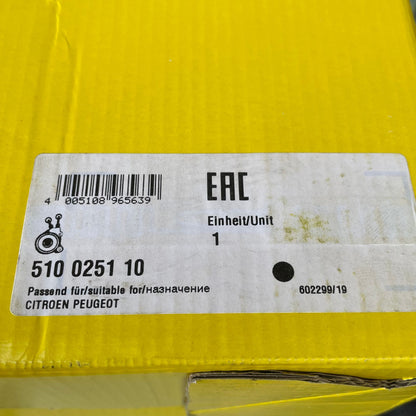 4 005108 965639
EAC
Einheit/Unit
1
510 0251 10
Passend für/suitable for/назначение
CITROEN PEUGEOT
602299/19